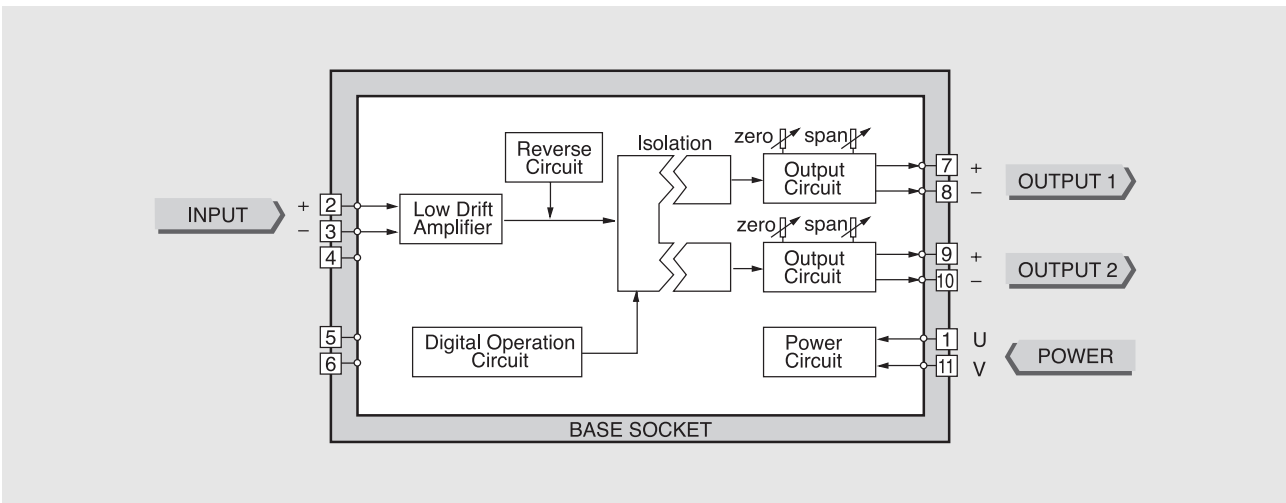 Isolation
zero span
Reverse
Circuit
Output
Circuit
7 +
8 −
OUTPUT 1
INPUT
+ 2
− 3
4
Low Drift
Amplifier
zero span
Output
Circuit
9 +
10 −
OUTPUT 2
5
6
Digital Operation
Circuit
Power
Circuit
1 U
11 V
POWER
BASE SOCKET